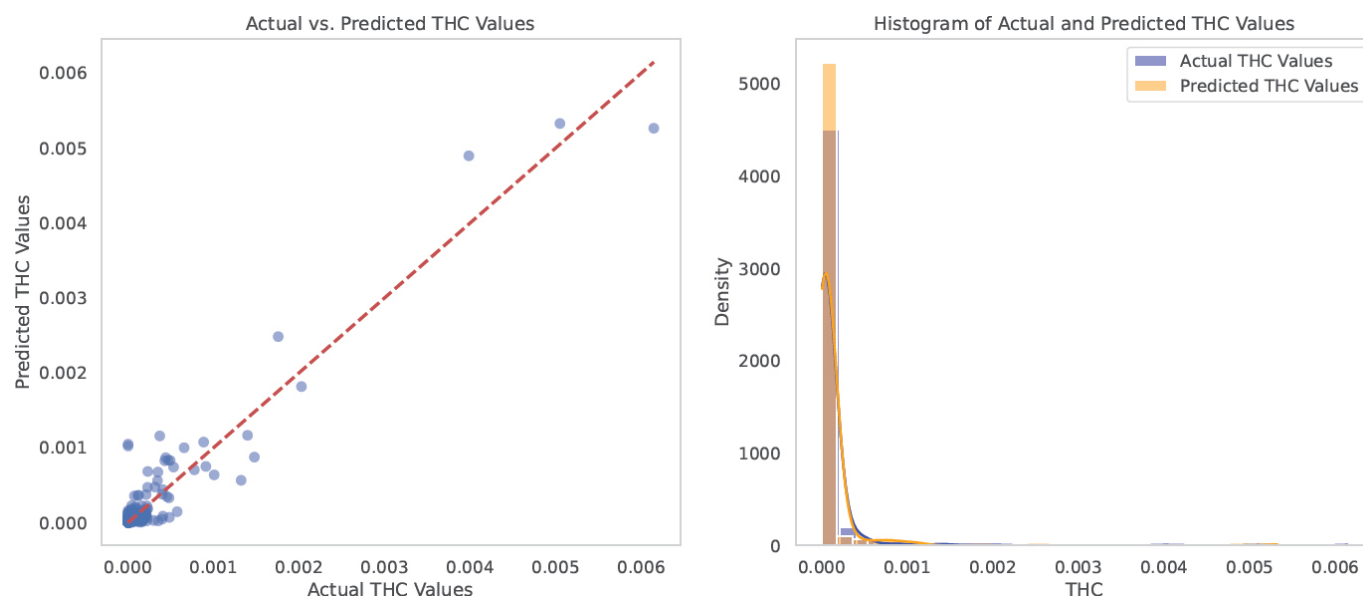 Actual vs. Predicted THC Values
0.006
0.005
0.004
0.003
0.002
0.001
0.000
Predicted THC Values
0.000 0.001 0.002 0.003 0.004 0.005 0.006
Actual THC Values
Histogram of Actual and Predicted THC Values
Actual THC Values
Predicted THC Values
5000
4000
3000
2000
1000
0
Density
0.000 0.001 0.002 0.003 0.004 0.005 0.006
THC